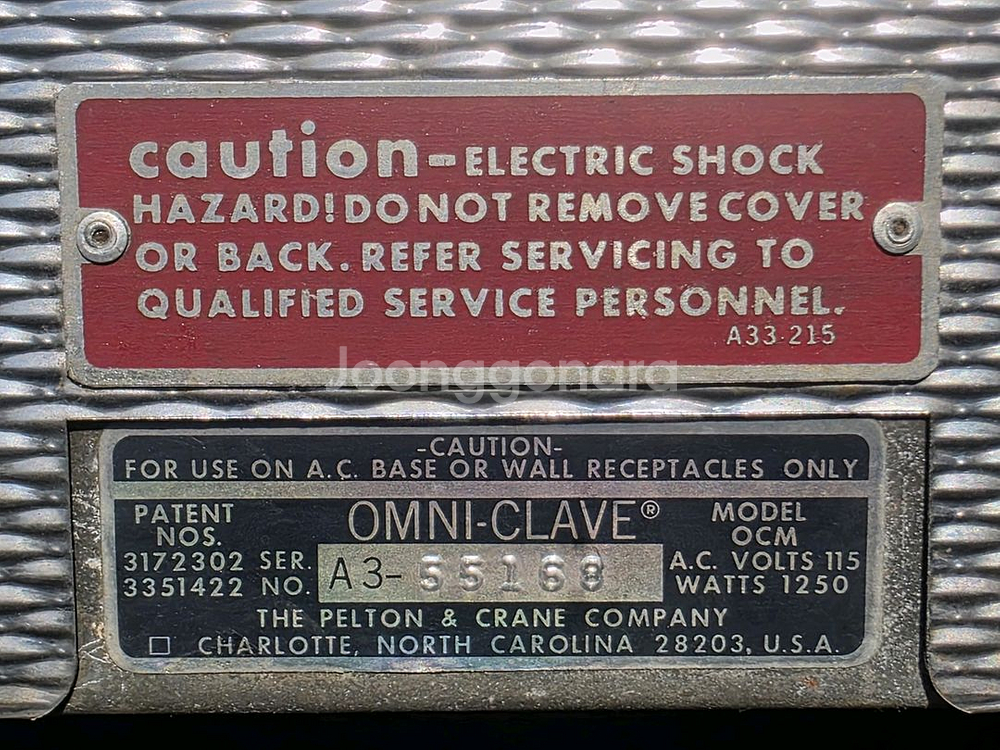 caution-ELECTRIC SHOCK
HAZARD! DO NOT REMOVE COVER
OR BACK. REFER SERVICING TO
QUALIFIED SERVICE PERSONNEL.
A33-215
Joonggonara
-CAUTION-
FOR USE ON A.C. BASE OR WALL RECEPTACLES ONLY
PATENT NOS. 3172302 3351422
OMNI-CLAVE®
SER. NO. A3-55168
MODEL OCM
A.C. VOLTS 115
WATTS 1250
THE PELTON & CRANE COMPANY
CHARLOTTE, NORTH CAROLINA 28203, U.S.A.